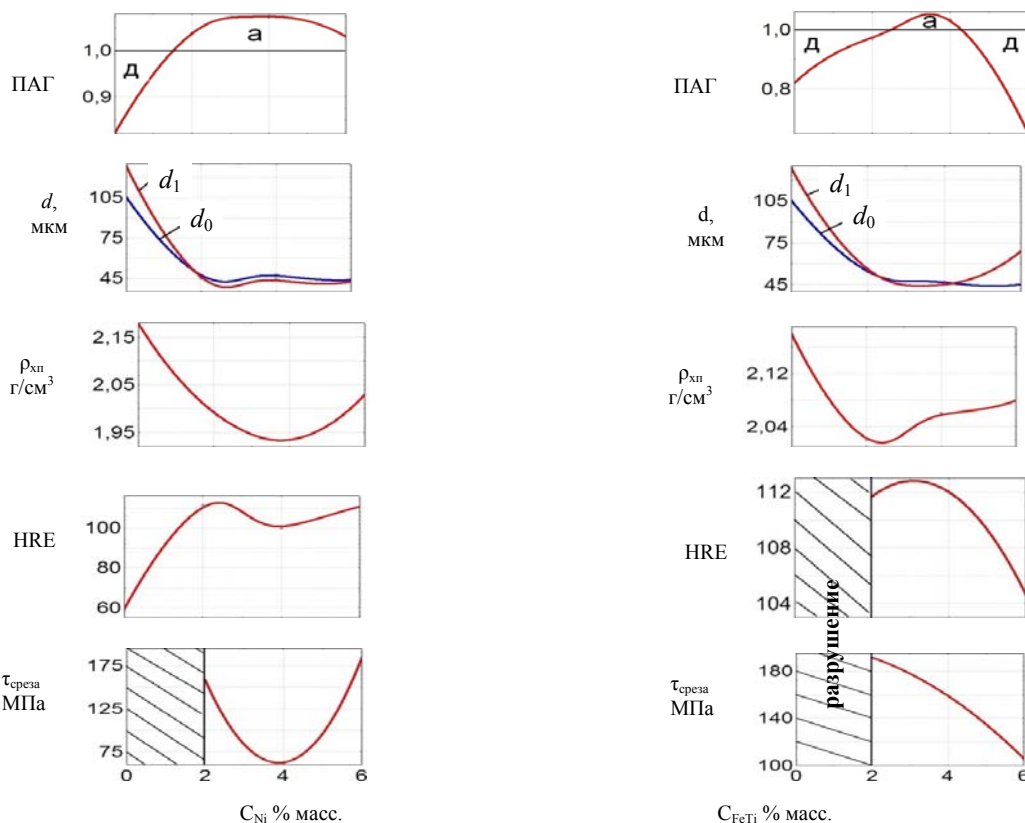 1,0
а
д
0,9
ПАГ
105
75
45
d,
мкм
d₁
d₀
2,15
2,05
1,95
ρхп
г/см³
100
80
60
HRE
175
125
75
τсреза
МПа
0 2 4 6
C_Ni % масс.
1,0
а
д д
0,8
ПАГ
105
75
45
d,
мкм
d₁
d₀
2,12
2,04
ρхп
г/см³
112
108
104
HRE
разрушение
180
140
100
τсреза
МПа
0 2 4 6
C_FeTi % масс.